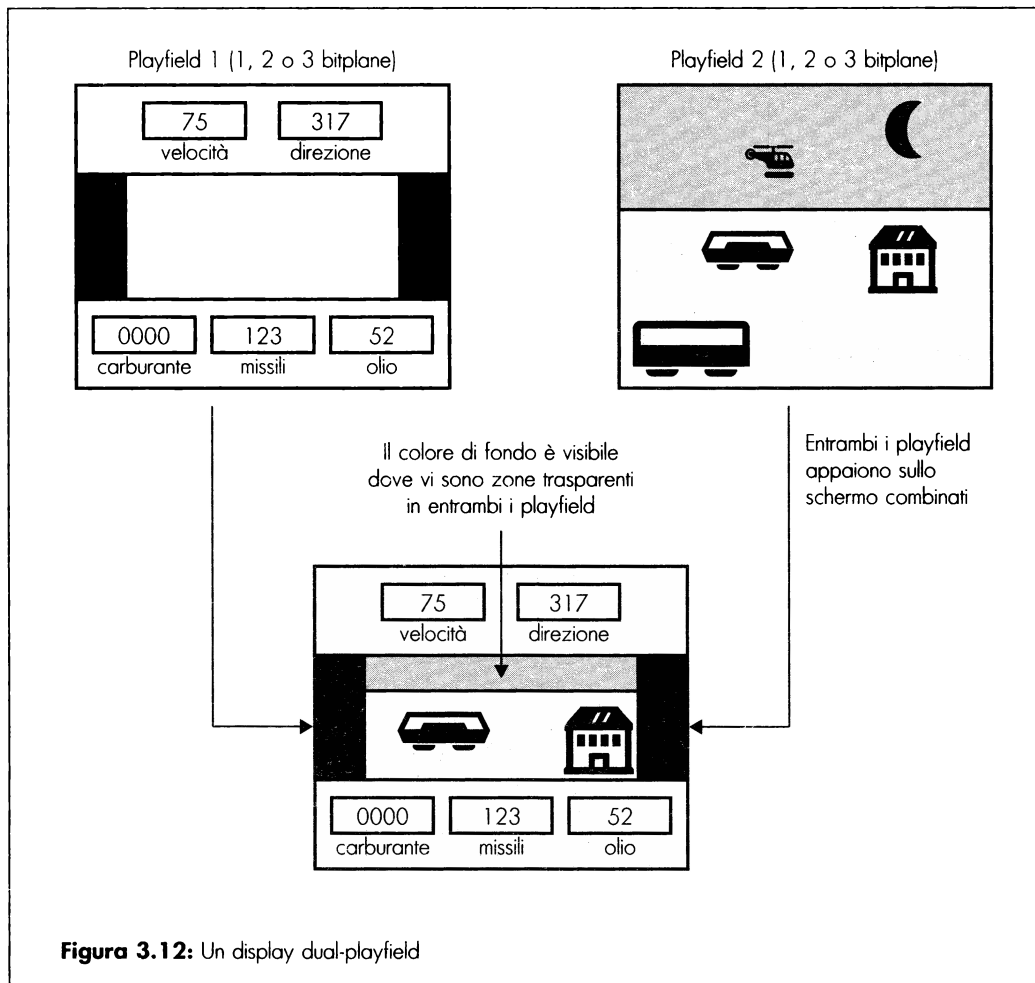 Playfield 1 (1, 2 o 3 bitplane)
75
317
velocità
direzione
0000
123
52
carburante
missili
olio
Playfield 2 (1, 2 o 3 bitplane)
Il colore di fondo è visibile
dove vi sono zone trasparenti
in entrambi i playfield
Entrambi i playfield
appaiono sullo
schermo combinati
75
317
velocità
direzione
0000
123
52
carburante
missili
olio
Figura 3.12: Un display dual-playfield